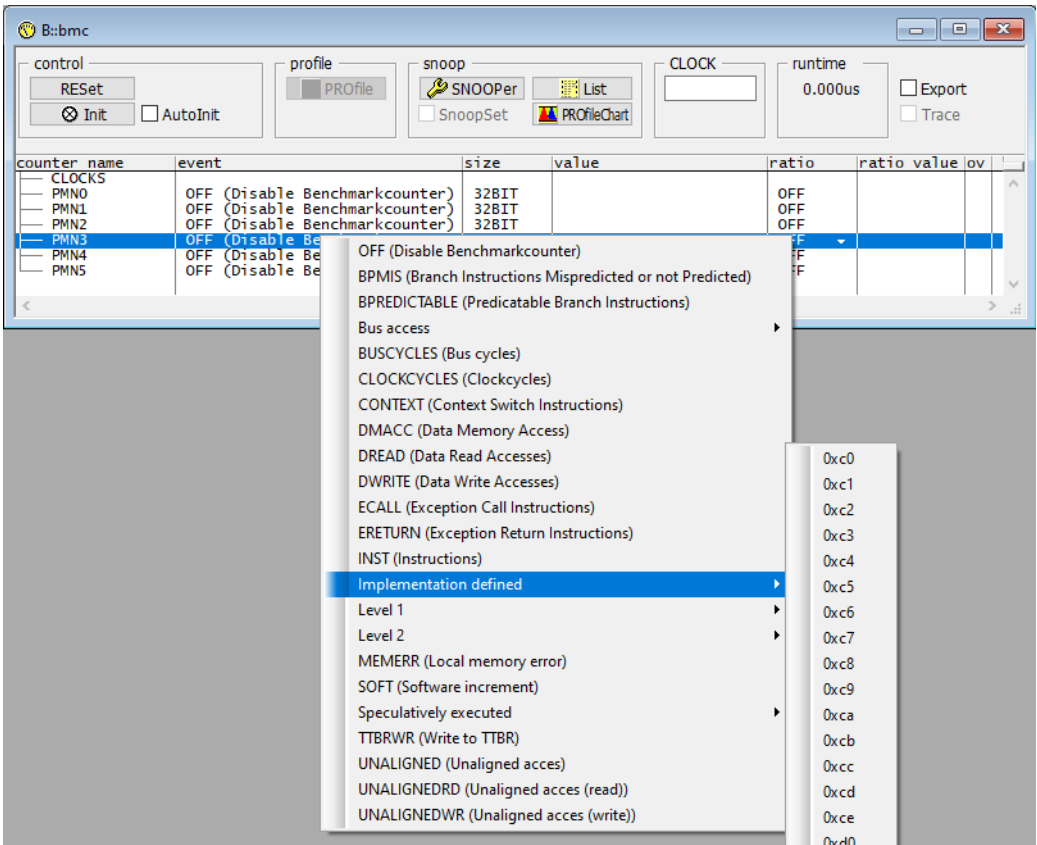 B::bmc
control
profile
snoop
CLOCK
runtime
RESet
PROfile
SNOOPer
List
0.000us
Export
Init
AutoInit
SnoopSet
PROfileChart
Trace
counter name event size value ratio ratio value ov
CLOCKS
PMN0 OFF (Disable Benchmarkcounter) 32BIT OFF
PMN1 OFF (Disable Benchmarkcounter) 32BIT OFF
PMN2 OFF (Disable Benchmarkcounter) 32BIT OFF
PMN3 OFF (Disable Be FF
PMN4 OFF (Disable Be FF
PMN5 OFF (Disable Be FF
OFF (Disable Benchmarkcounter)
BPMIS (Branch Instructions Mispredicted or not Predicted)
BPREDICTABLE (Predicatable Branch Instructions)
Bus access
BUSCYCLES (Bus cycles)
CLOCKCYCLES (Clockcycles)
CONTEXT (Context Switch Instructions)
DMACC (Data Memory Access)
DREAD (Data Read Accesses)
DWRITE (Data Write Accesses)
ECALL (Exception Call Instructions)
ERETURN (Exception Return Instructions)
INST (Instructions)
Implementation defined
Level 1
Level 2
MEMERR (Local memory error)
SOFT (Software increment)
Speculatively executed
TTBRWR (Write to TTBR)
UNALIGNED (Unaligned acces)
UNALIGNEDRD (Unaligned acces (read))
UNALIGNEDWR (Unaligned acces (write))
0xc0
0xc1
0xc2
0xc3
0xc4
0xc5
0xc6
0xc7
0xc8
0xc9
0xca
0xcb
0xcc
0xcd
0xce
0xd0